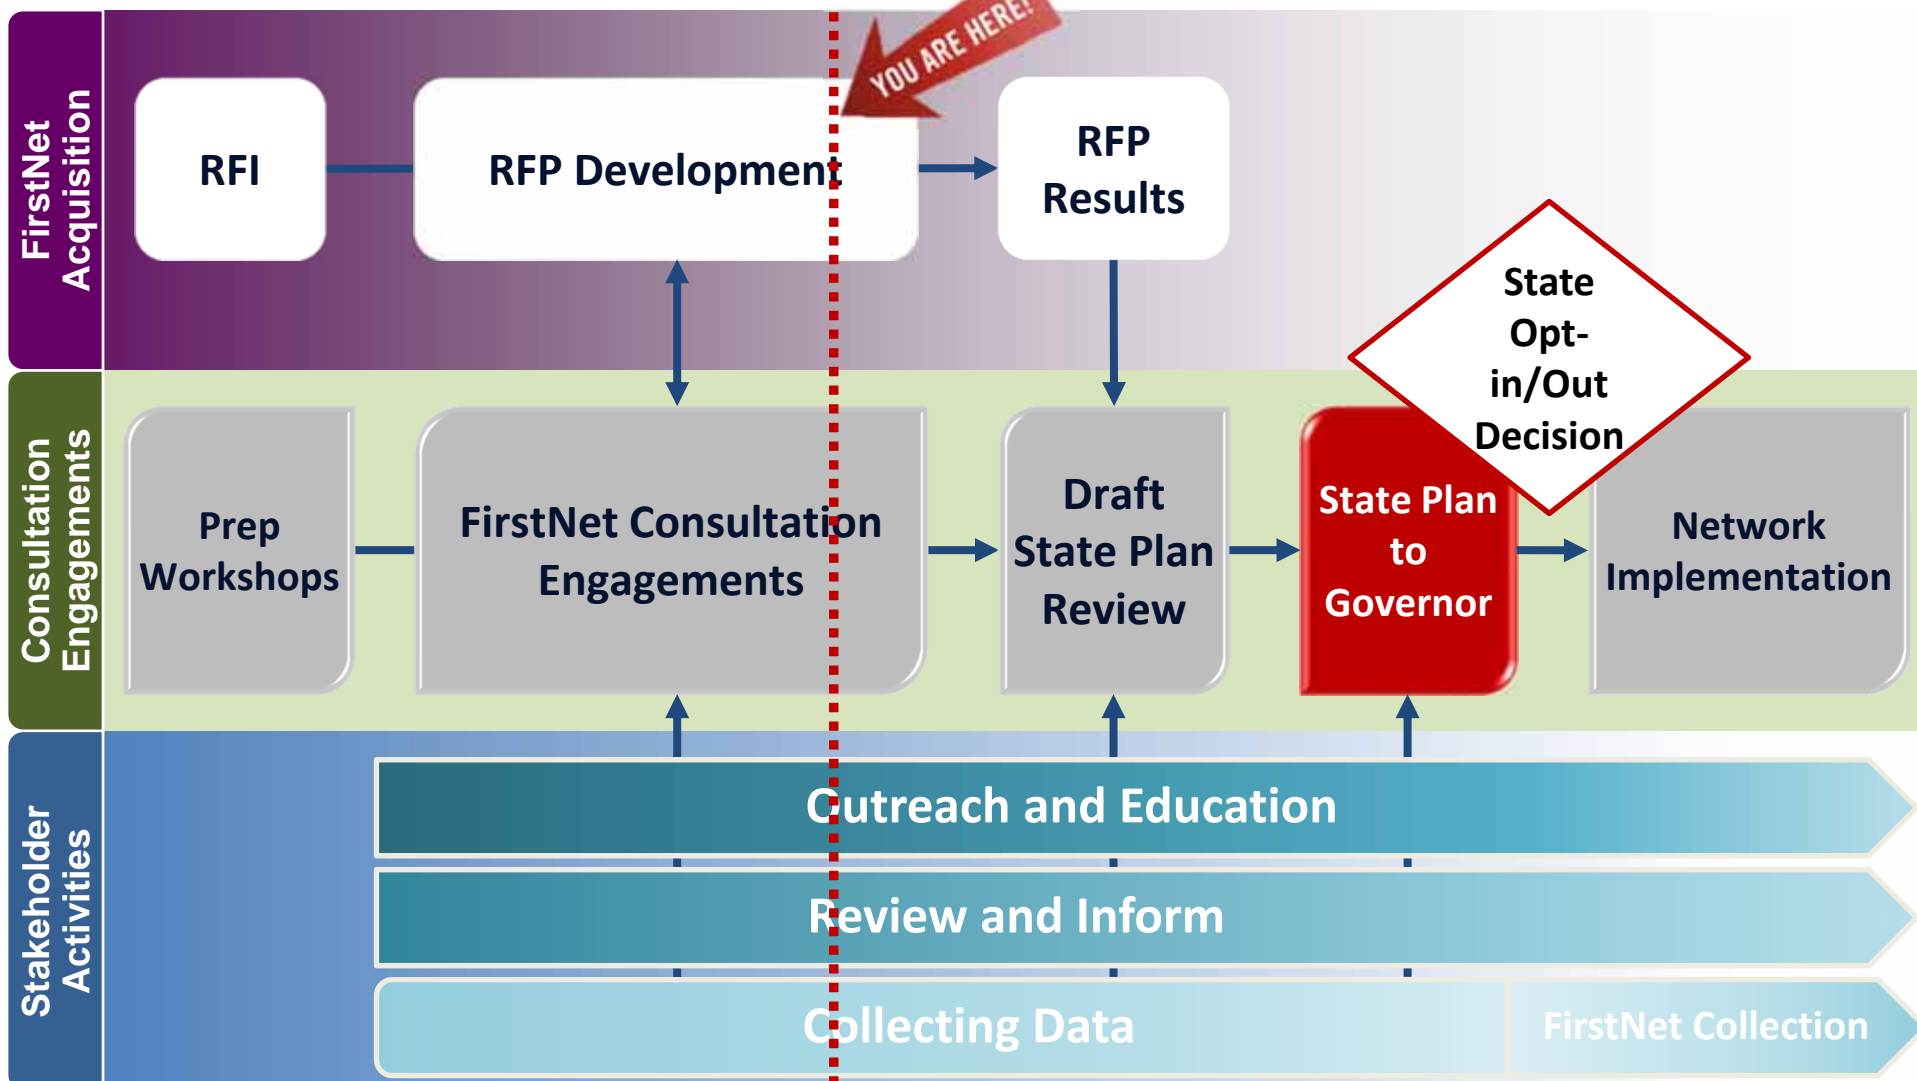 YOU ARE HERE!
FirstNet
Acquisition
RFI
RFP Development
RFP
Results
State
Opt-
in/Out
Decision
Consultation
Engagements
Prep
Workshops
FirstNet Consultation
Engagements
Draft
State Plan
Review
State Plan
to
Governor
Network
Implementation
Stakeholder
Activities
Outreach and Education
Review and Inform
Collecting Data
FirstNet Collection